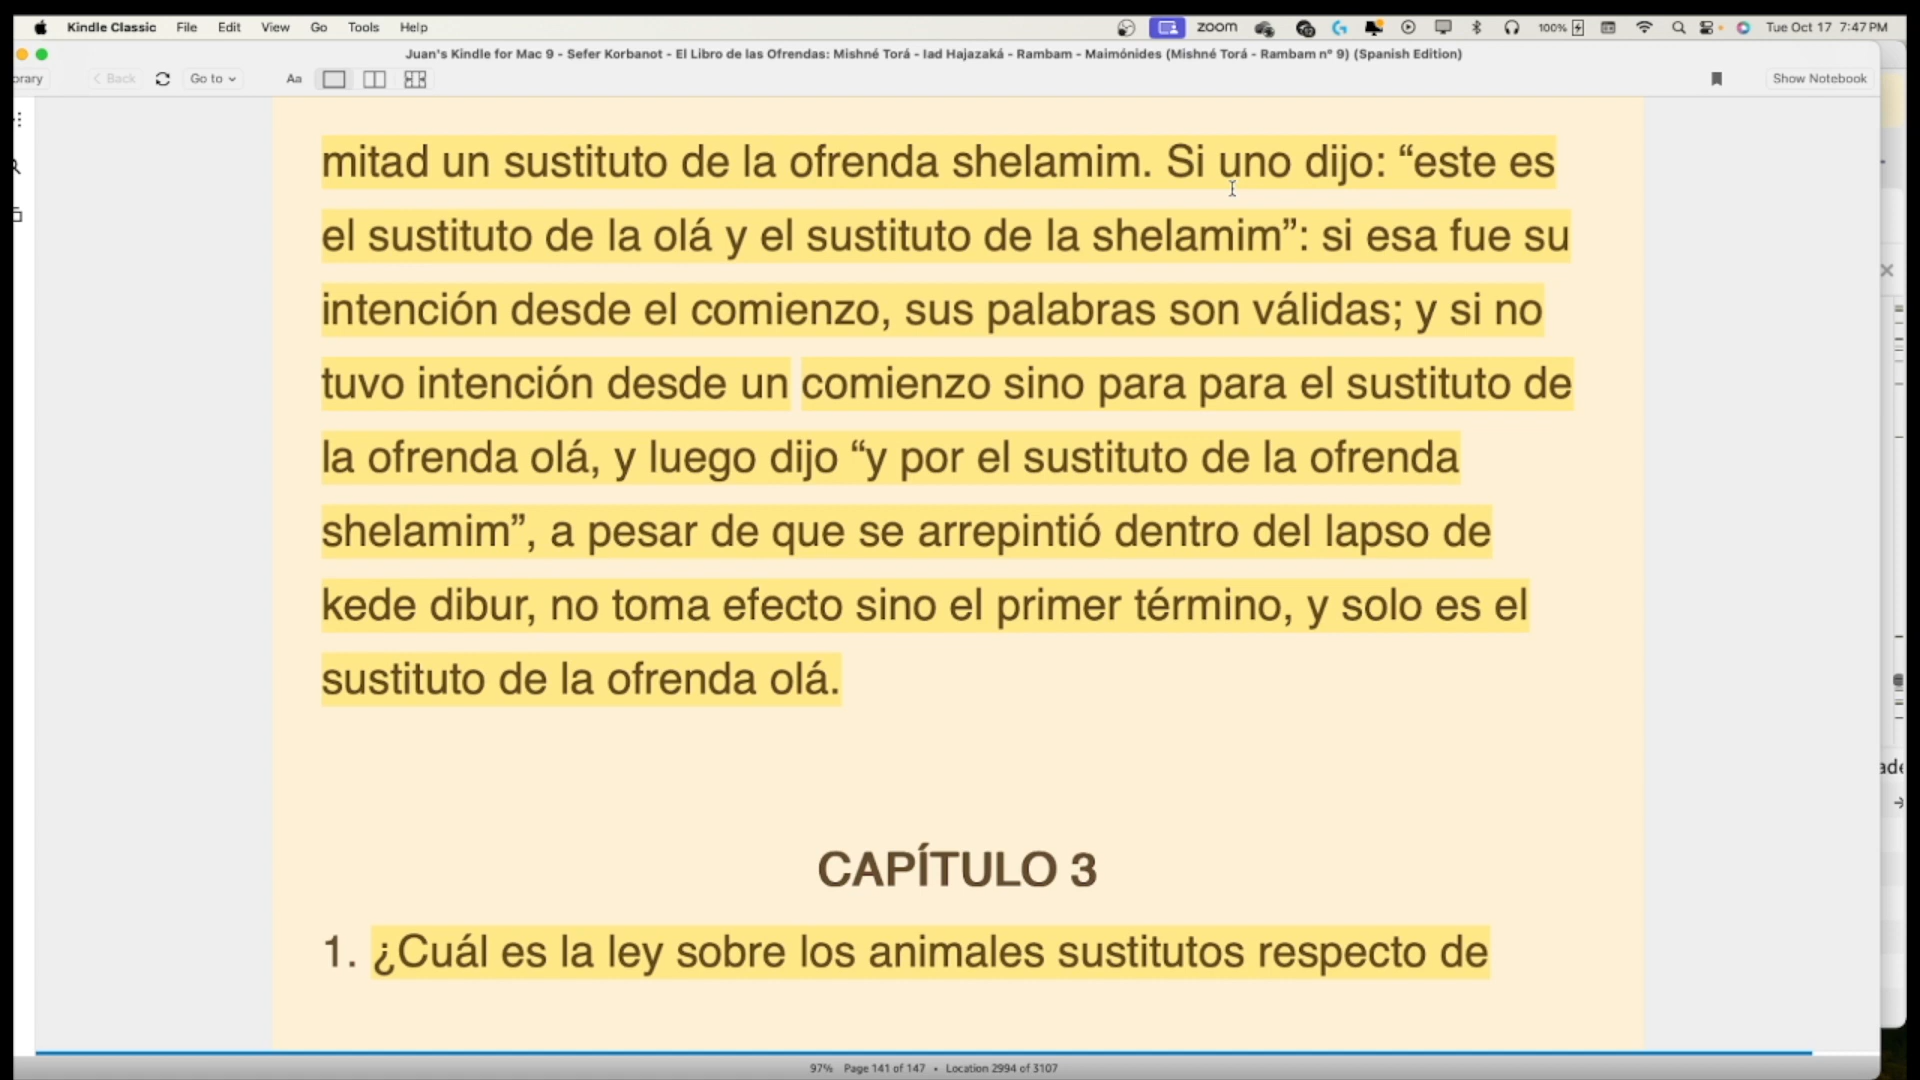 Kindle Classic File Edit View Go Tools Help zoom 100% Tue Oct 17 7:47 PM
Juan's Kindle for Mac 9 - Sefer Korbanot - El Libro de las Ofrendas: Mishné Torá - Iad Hajazaká - Rambam - Maimónides (Mishné Torá - Rambam nº 9) (Spanish Edition)
Back Go to Aa Show Notebook
mitad un sustituto de la ofrenda shelamim. Si uno dijo: “este es
el sustituto de la olá y el sustituto de la shelamim”: si esa fue su
intención desde el comienzo, sus palabras son válidas; y si no
tuvo intención desde un comienzo sino para para el sustituto de
la ofrenda olá, y luego dijo “y por el sustituto de la ofrenda
shelamim”, a pesar de que se arrepintió dentro del lapso de
kede dibur, no toma efecto sino el primer término, y solo es el
sustituto de la ofrenda olá.
CAPÍTULO 3
1. ¿Cuál es la ley sobre los animales sustitutos respecto de
97% Page 141 of 147 • Location 2994 of 3107